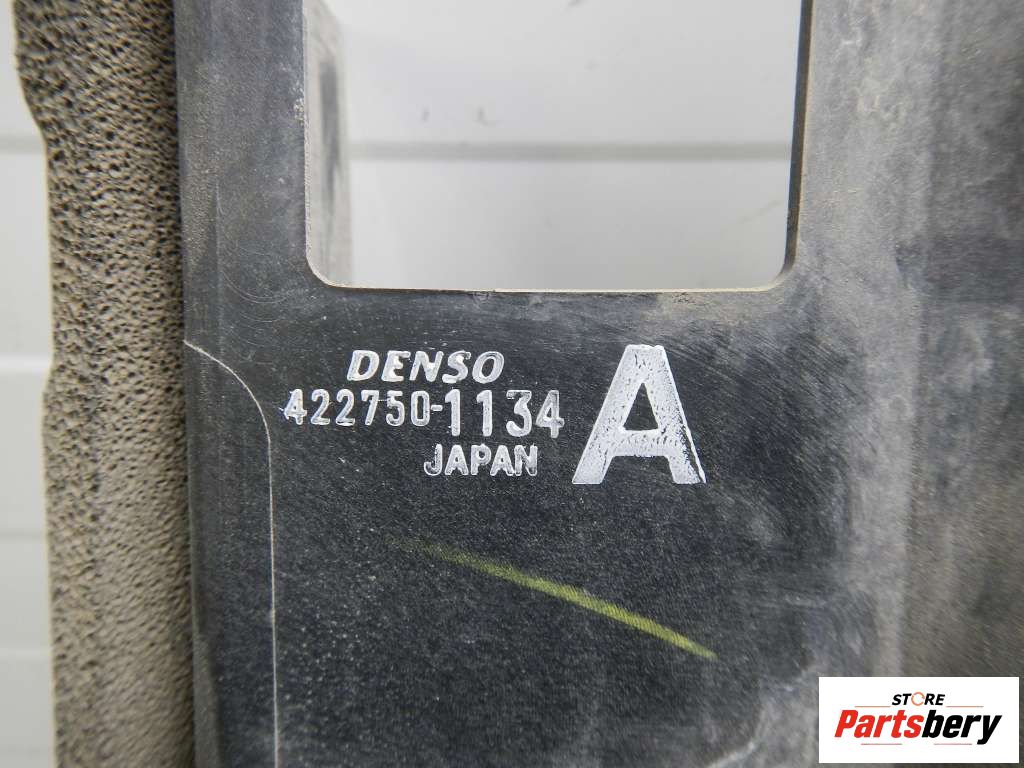 DENSO
422750-1134 A
JAPAN
STORE
Partsbery